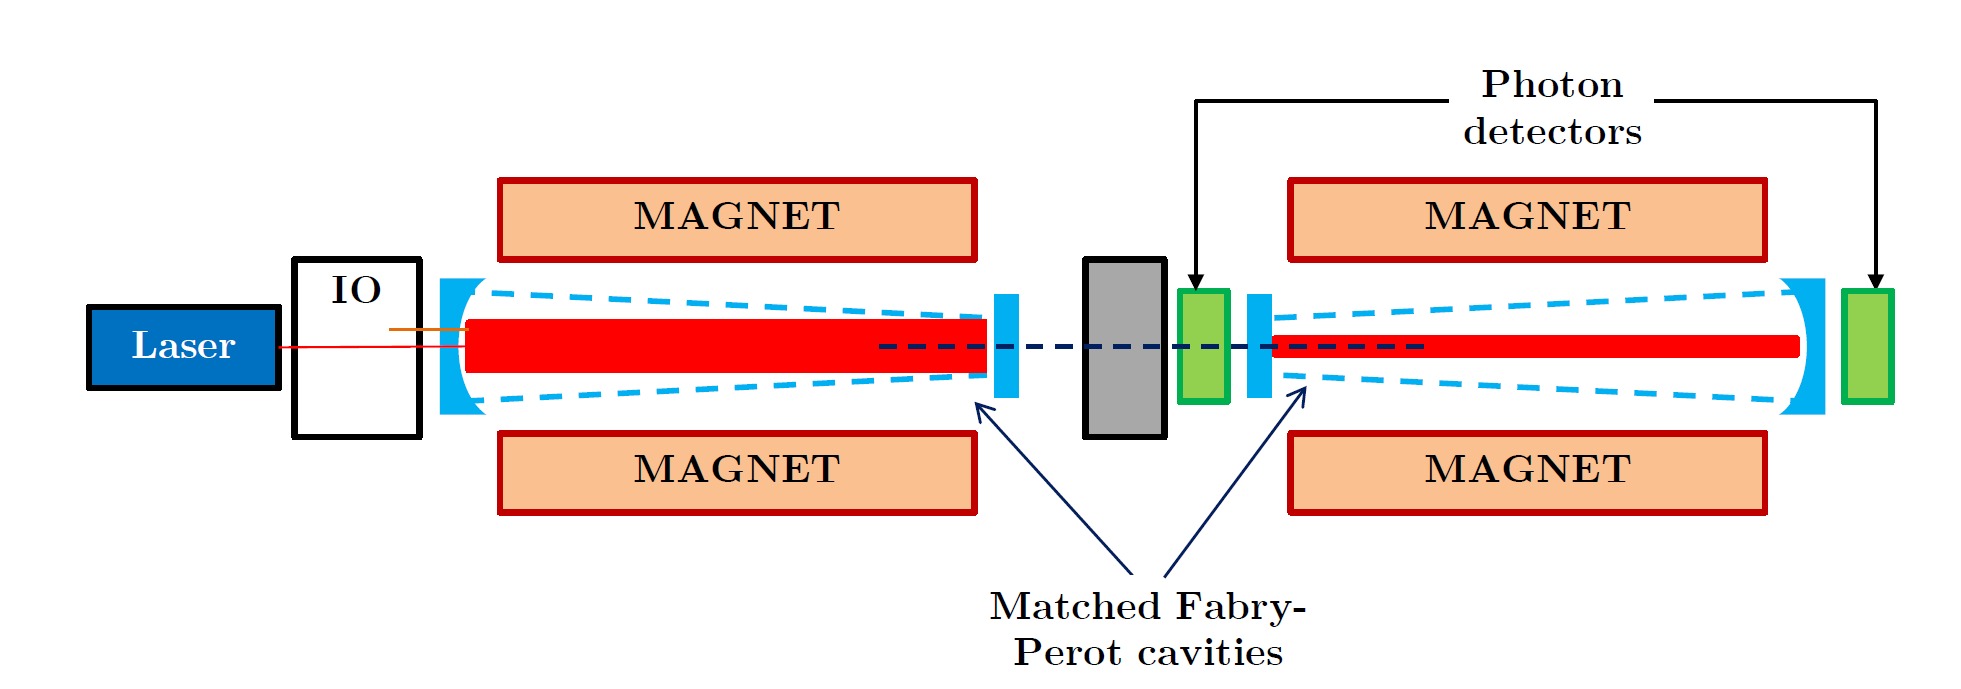 Photon
detectors
MAGNET
MAGNET
IO
Laser
MAGNET
MAGNET
Matched Fabry-
Perot cavities